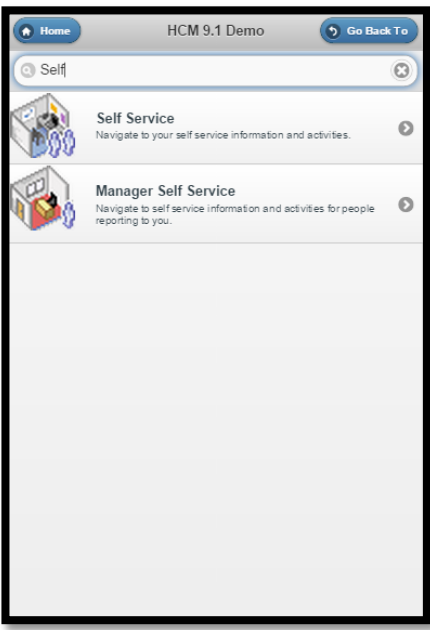 Home HCM 9.1 Demo Go Back To
Self
Self Service
Navigate to your self service information and activities.
Manager Self Service
Navigate to self service information and activities for people
reporting to you.